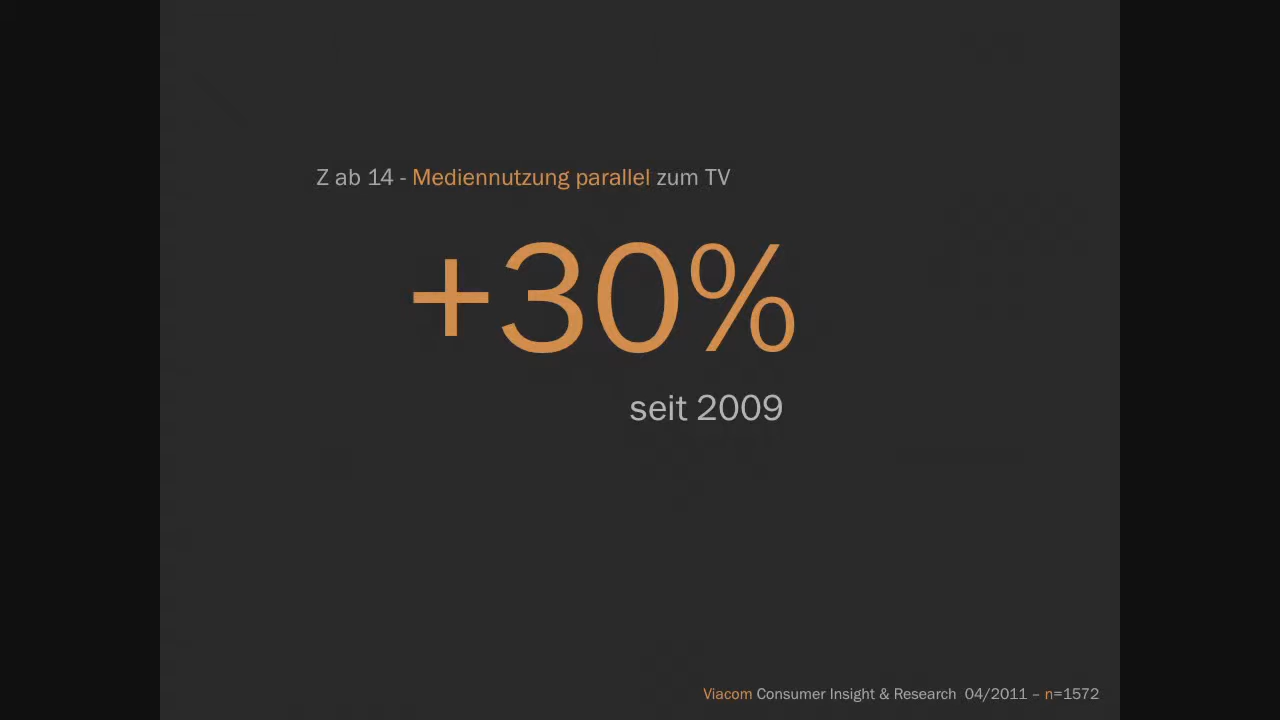 Z ab 14 - Mediennutzung parallel zum TV
+30%
seit 2009
Viacom Consumer Insight & Research 04/2011 – n=1572